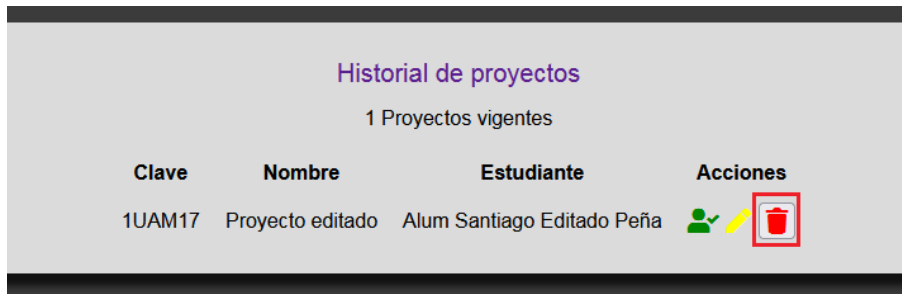 Historial de proyectos
1 Proyectos vigentes
Clave Nombre Estudiante Acciones
1UAM17 Proyecto editado Alum Santiago Editado Peña